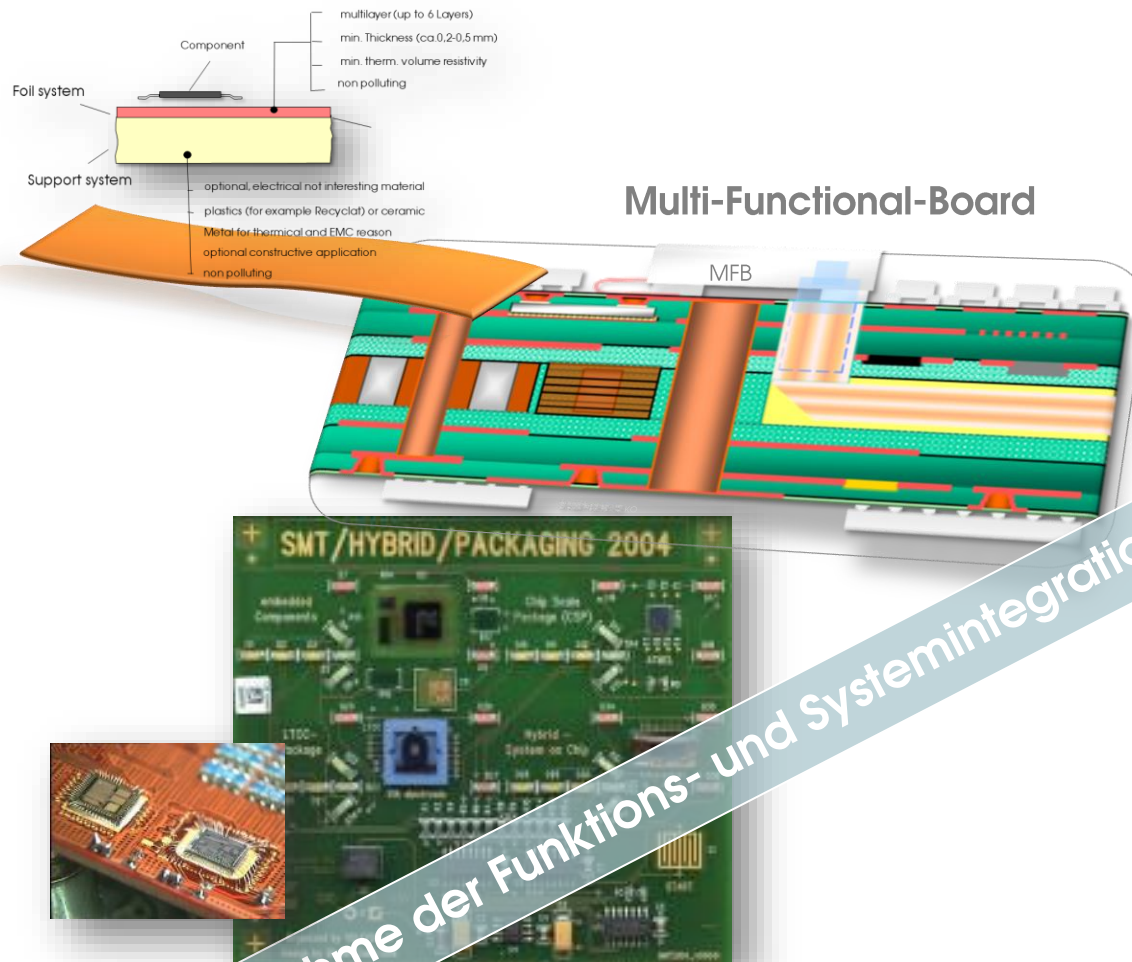 multilayer (up to 6 Layers)
min. Thickness (ca.0,2-0,5 mm)
min. therm. volume resistivity
non polluting
Component
Foil system
Support system
optional, electrical not interesting material
plastics (for example Recyclat) or ceramic
Metal for thermical and EMC reason
optional constructive application
non polluting
Multi-Functional-Board
MFB
SMT/HYBRID/PACKAGING 2004
embedded
Components
Chip Scale
Package (CSP)
ATMEL
LTCC-
Package
Hybrid -
System on Chip
START
der Funktions- und Systemintegratio